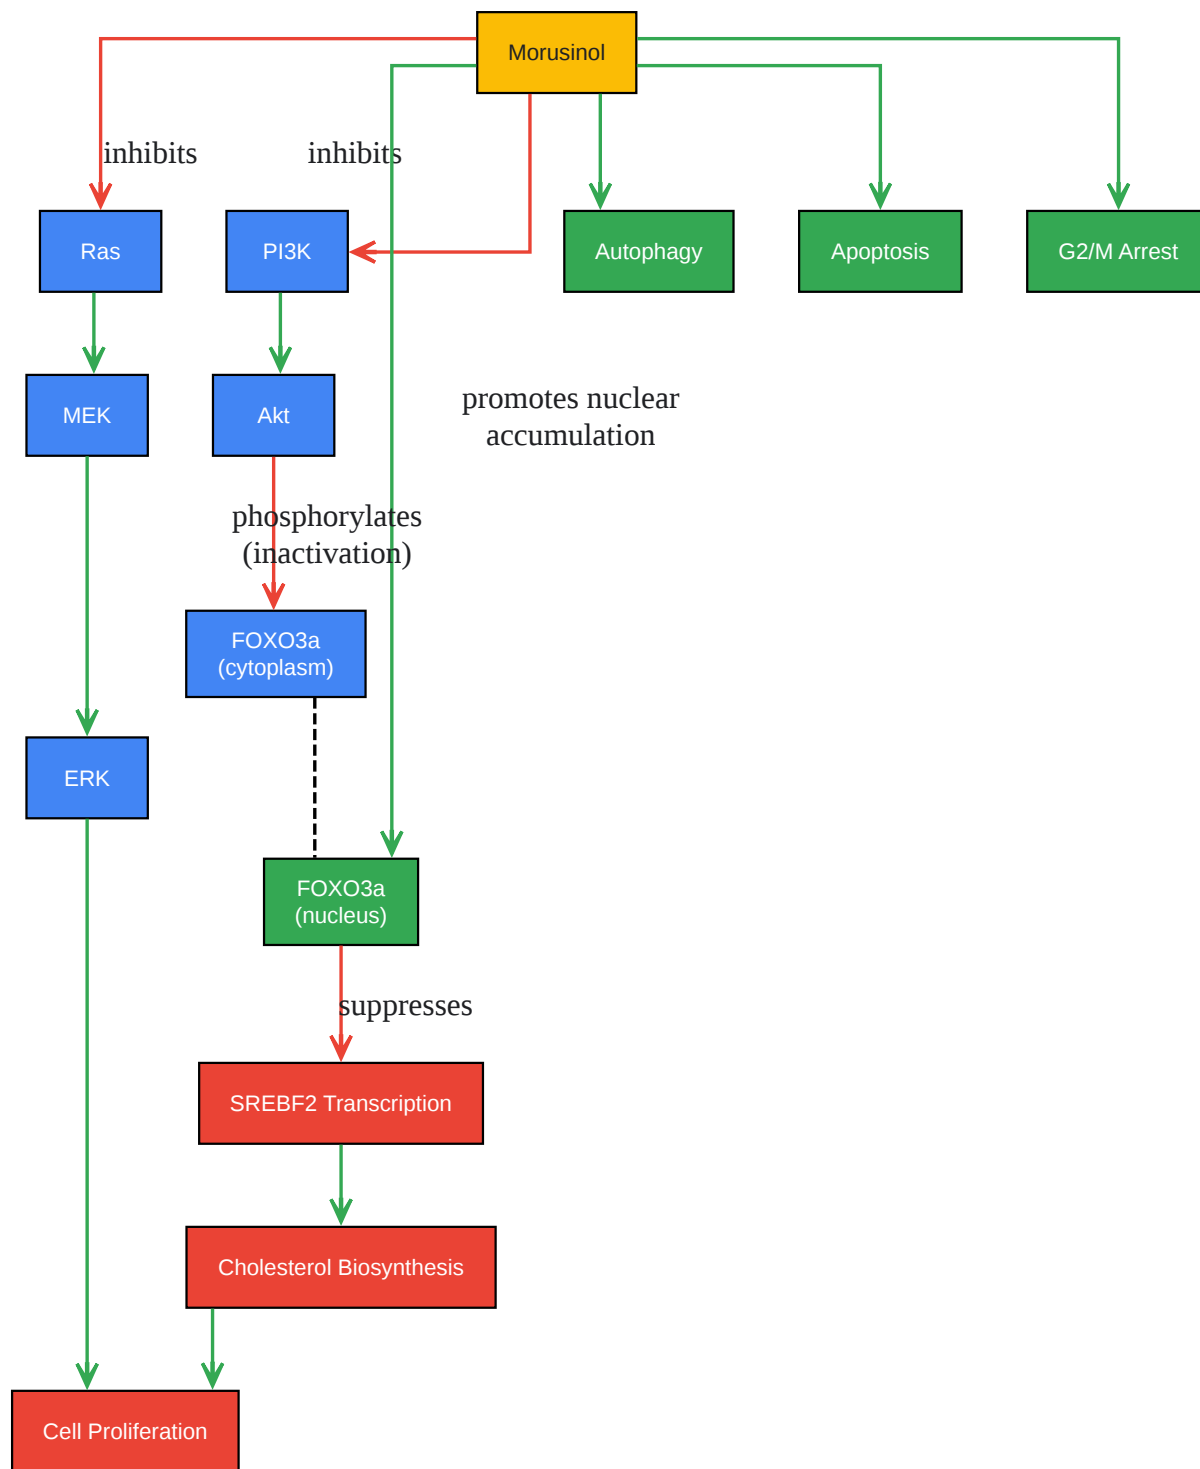 Morusinol
inhibits
inhibits
Ras
PI3K
Autophagy
Apoptosis
G2/M Arrest
MEK
Akt
promotes nuclear
accumulation
phosphorylates
(inactivation)
FOXO3a
(cytoplasm)
ERK
FOXO3a
(nucleus)
suppresses
SREBF2 Transcription
Cholesterol Biosynthesis
Cell Proliferation